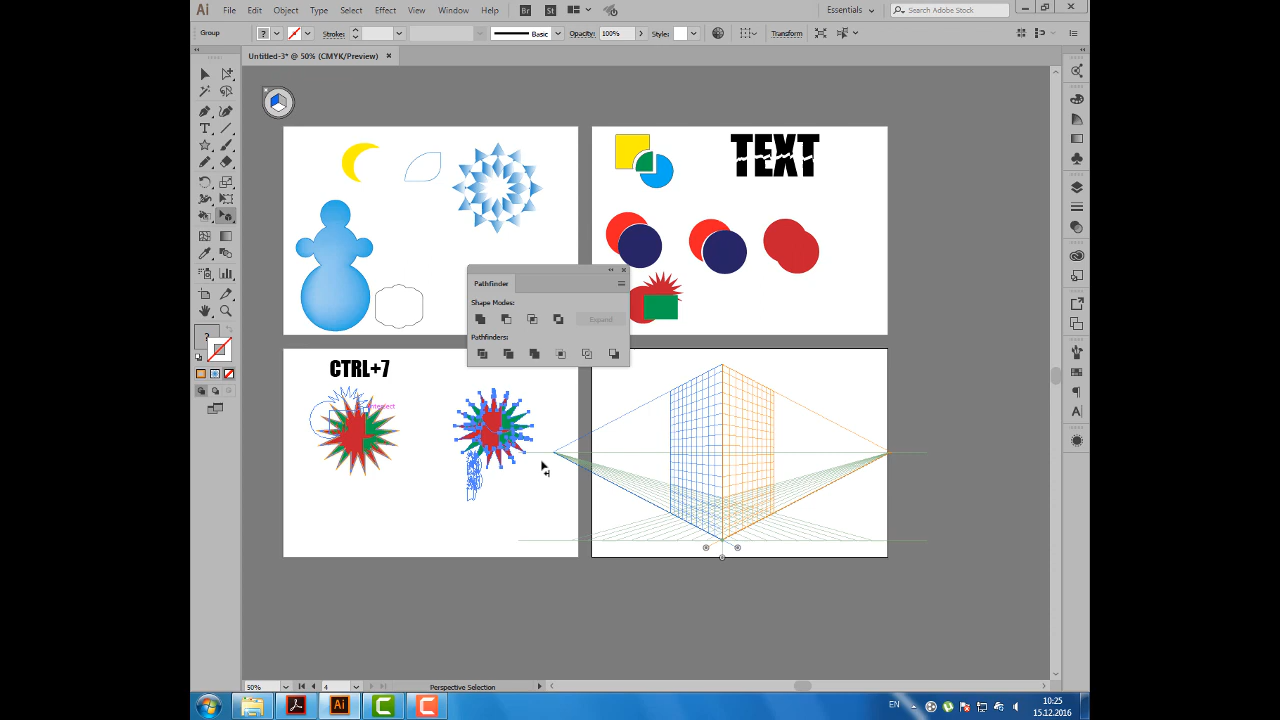 Ai File Edit Object Type Select Effect View Window Help Br St Essentials Search Adobe Stock
Group ? Stroke: Basic Opacity: 100% Style: Transform
Untitled-3* @ 50% (CMYK/Preview) ×
TEXT
Pathfinder
Shape Modes:
Expand
Pathfinders:
CTRL+7
intersect
?
50% 4 Perspective Selection
Ai EN 10:25
15.12.2016